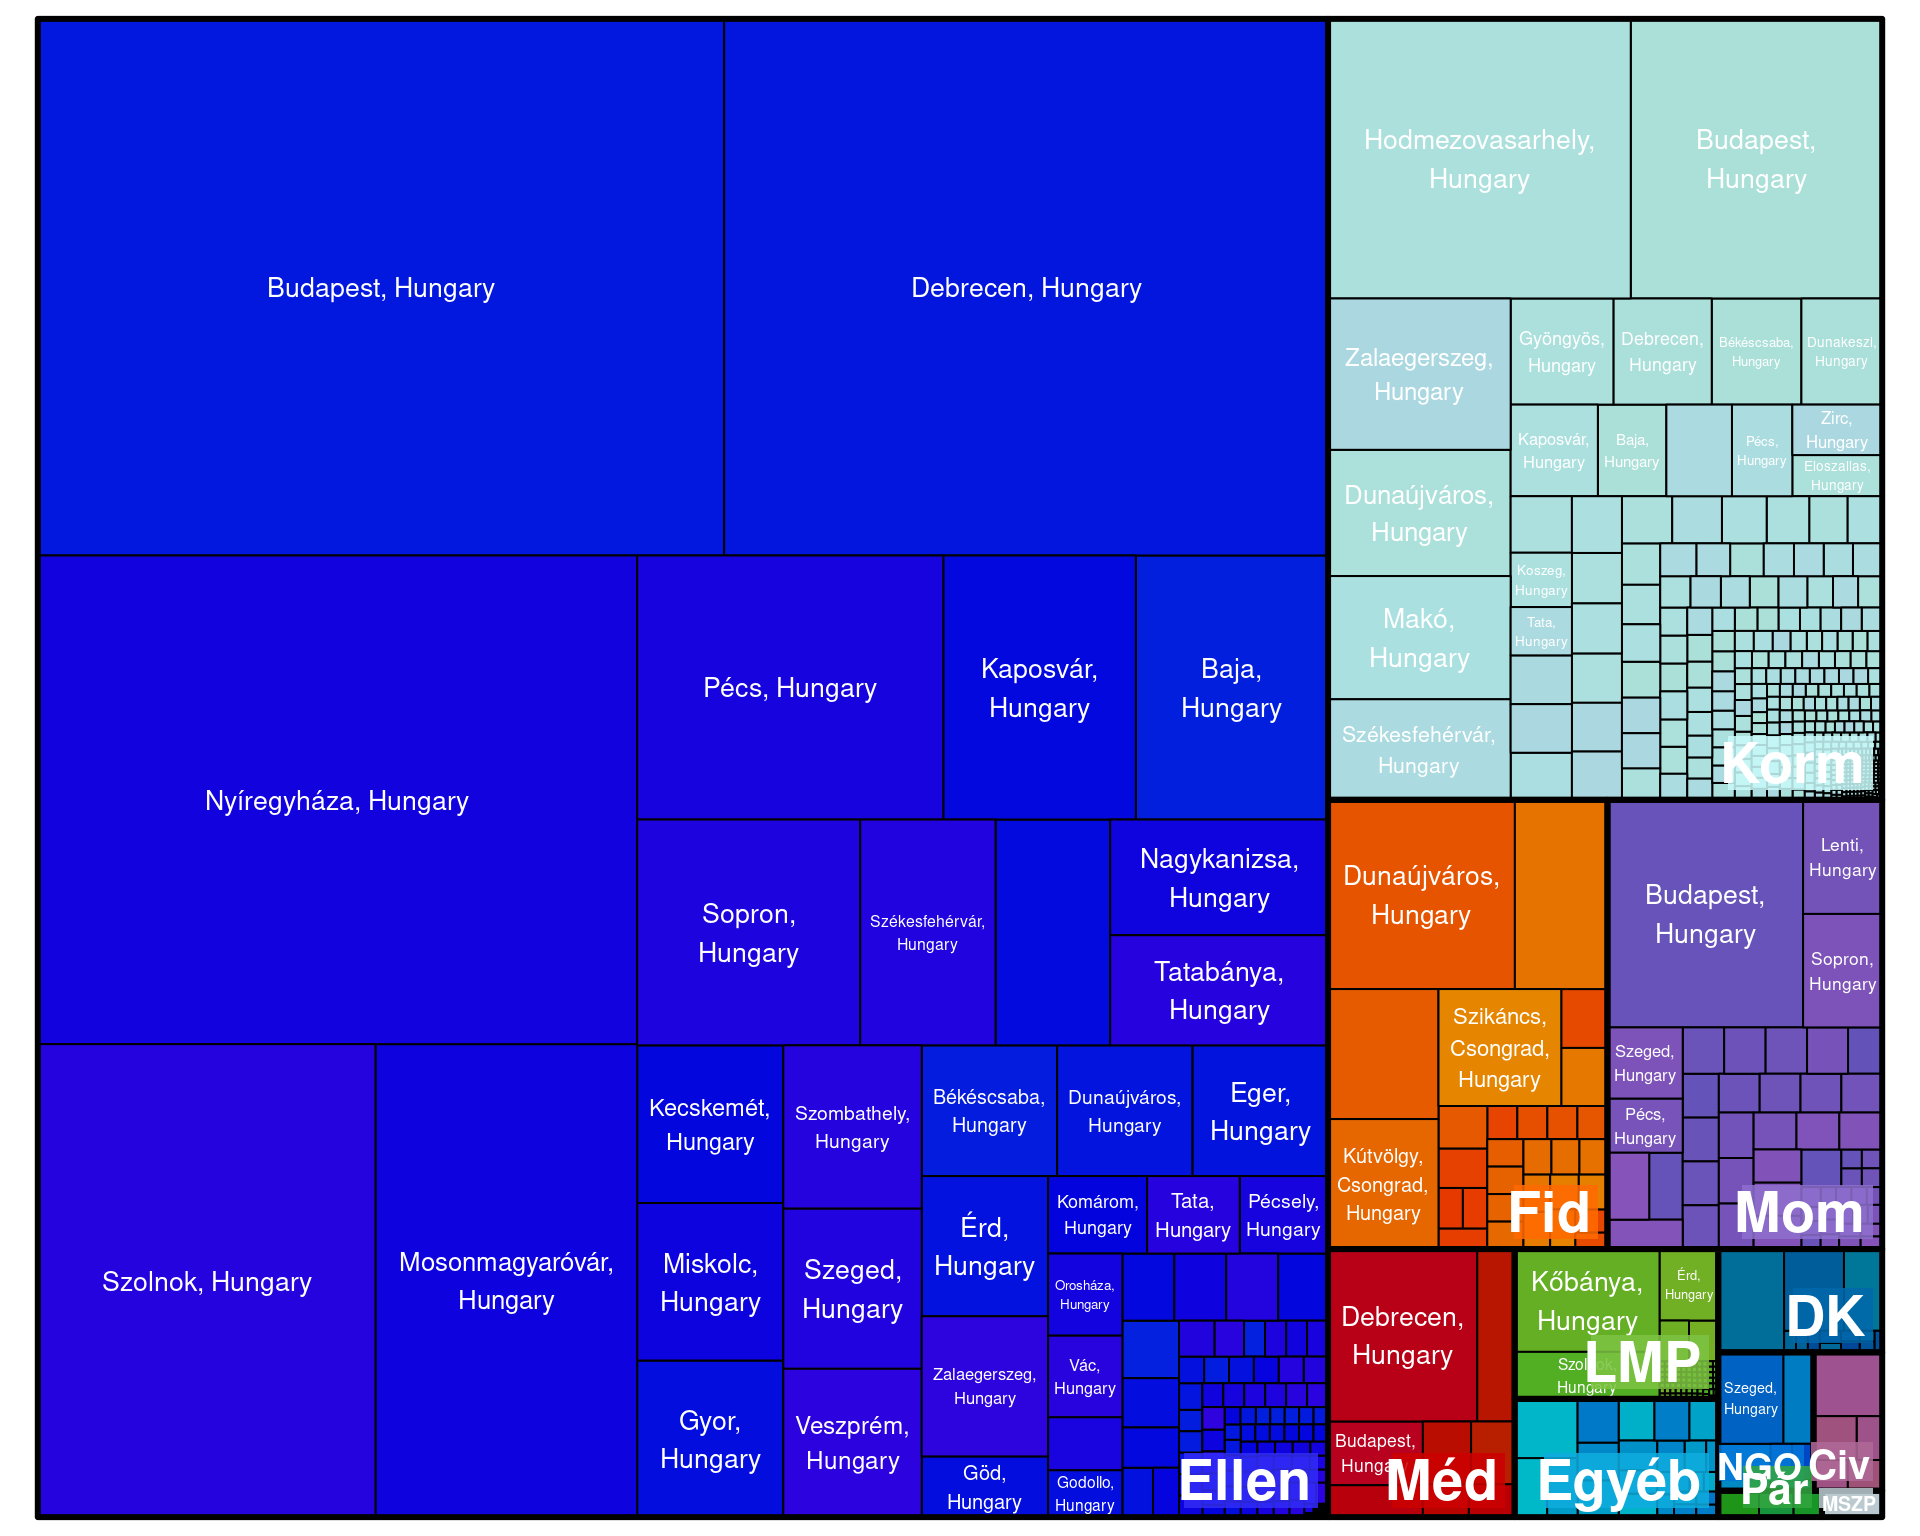 Budapest, Hungary
Debrecen, Hungary
Nyíregyháza, Hungary
Pécs, Hungary
Kaposvár,
Hungary
Baja,
Hungary
Sopron,
Hungary
Székesfehérvár,
Hungary
Nagykanizsa,
Hungary
Tatabánya,
Hungary
Szolnok, Hungary
Mosonmagyaróvár,
Hungary
Kecskemét,
Hungary
Miskolc,
Hungary
Gyor,
Hungary
Szombathely,
Hungary
Szeged,
Hungary
Veszprém,
Hungary
Békéscsaba,
Hungary
Dunaújváros,
Hungary
Eger,
Hungary
Érd,
Hungary
Zalaegerszeg,
Hungary
Göd,
Hungary
Komárom,
Hungary
Tata,
Hungary
Pécsely,
Hungary
Orosháza,
Hungary
Vác,
Hungary
Godollo,
Hungary
Ellen
Hodmezovasarhely,
Hungary
Budapest,
Hungary
Zalaegerszeg,
Hungary
Gyöngyös,
Hungary
Debrecen,
Hungary
Békéscsaba,
Hungary
Dunakeszi,
Hungary
Kaposvár,
Hungary
Baja,
Hungary
Pécs,
Hungary
Zirc,
Hungary
Eloszallas,
Hungary
Dunaújváros,
Hungary
Makó,
Hungary
Székesfehérvár,
Hungary
Koszeg,
Hungary
Tata,
Hungary
Korm
Dunaújváros,
Hungary
Szikáncs,
Csongrad,
Hungary
Kútvölgy,
Csongrad,
Hungary
Fid
Budapest,
Hungary
Lenti,
Hungary
Sopron,
Hungary
Szeged,
Hungary
Pécs,
Hungary
Mom
Debrecen,
Hungary
Budapest,
Hungary
Méd
Kőbánya,
Hungary
Érd,
Hungary
Szolnok,
Hungary
LMP
Egyéb
DK
Szeged,
Hungary
NGO
Civ
Pár
MSZP